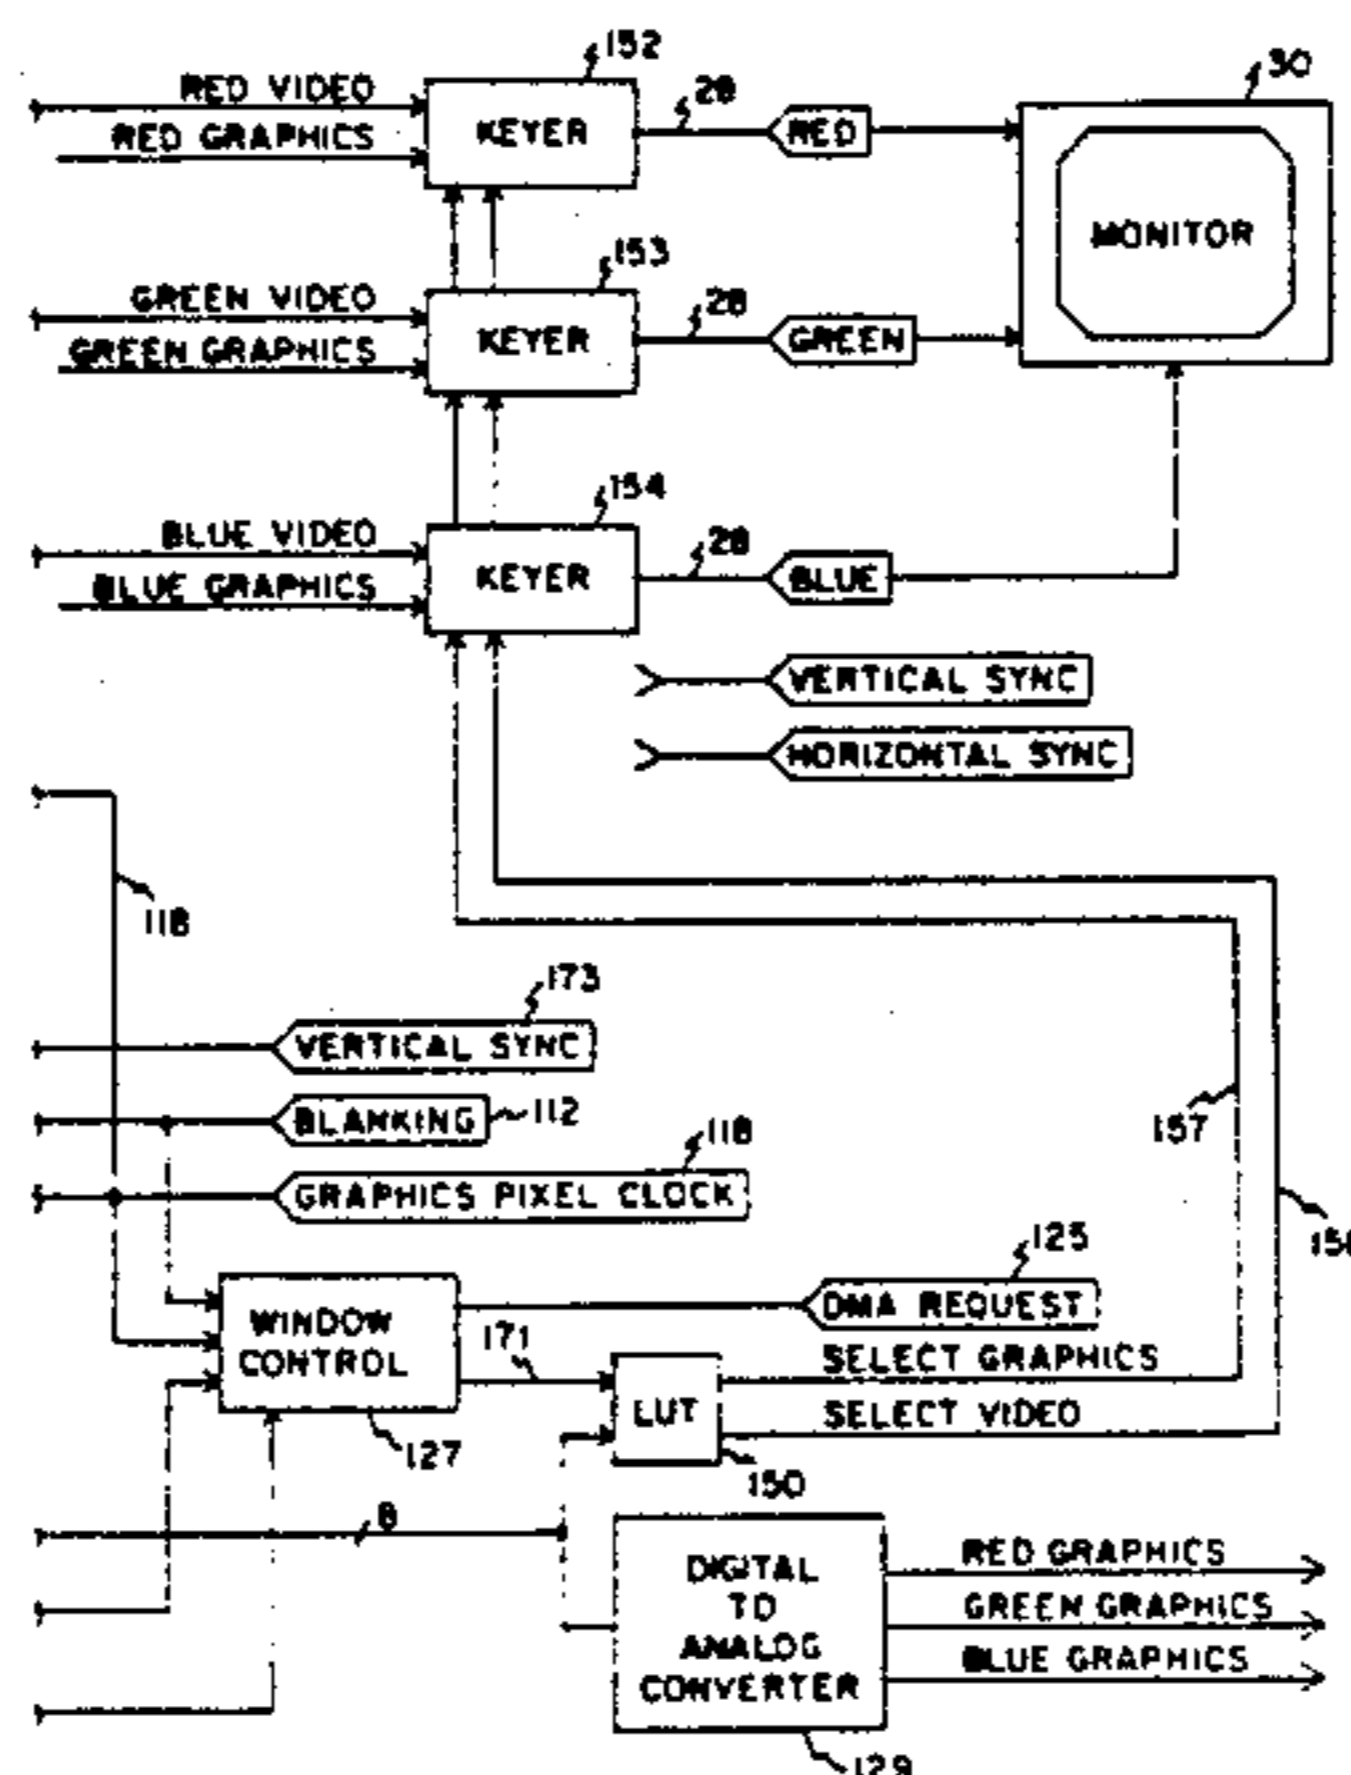 152
RED VIDEO
RED GRAPHICS
KEYER
28
RED
30
MONITOR
153
GREEN VIDEO
GREEN GRAPHICS
KEYER
28
GREEN
154
BLUE VIDEO
BLUE GRAPHICS
KEYER
28
BLUE
VERTICAL SYNC
HORIZONTAL SYNC
118
173
VERTICAL SYNC
BLANKING
112
157
118
GRAPHICS PIXEL CLOCK
125
DMA REQUEST
WINDOW
CONTROL
171
SELECT GRAPHICS
LUT
SELECT VIDEO
127
150
8
DIGITAL
TO
ANALOG
CONVERTER
RED GRAPHICS
GREEN GRAPHICS
BLUE GRAPHICS
129